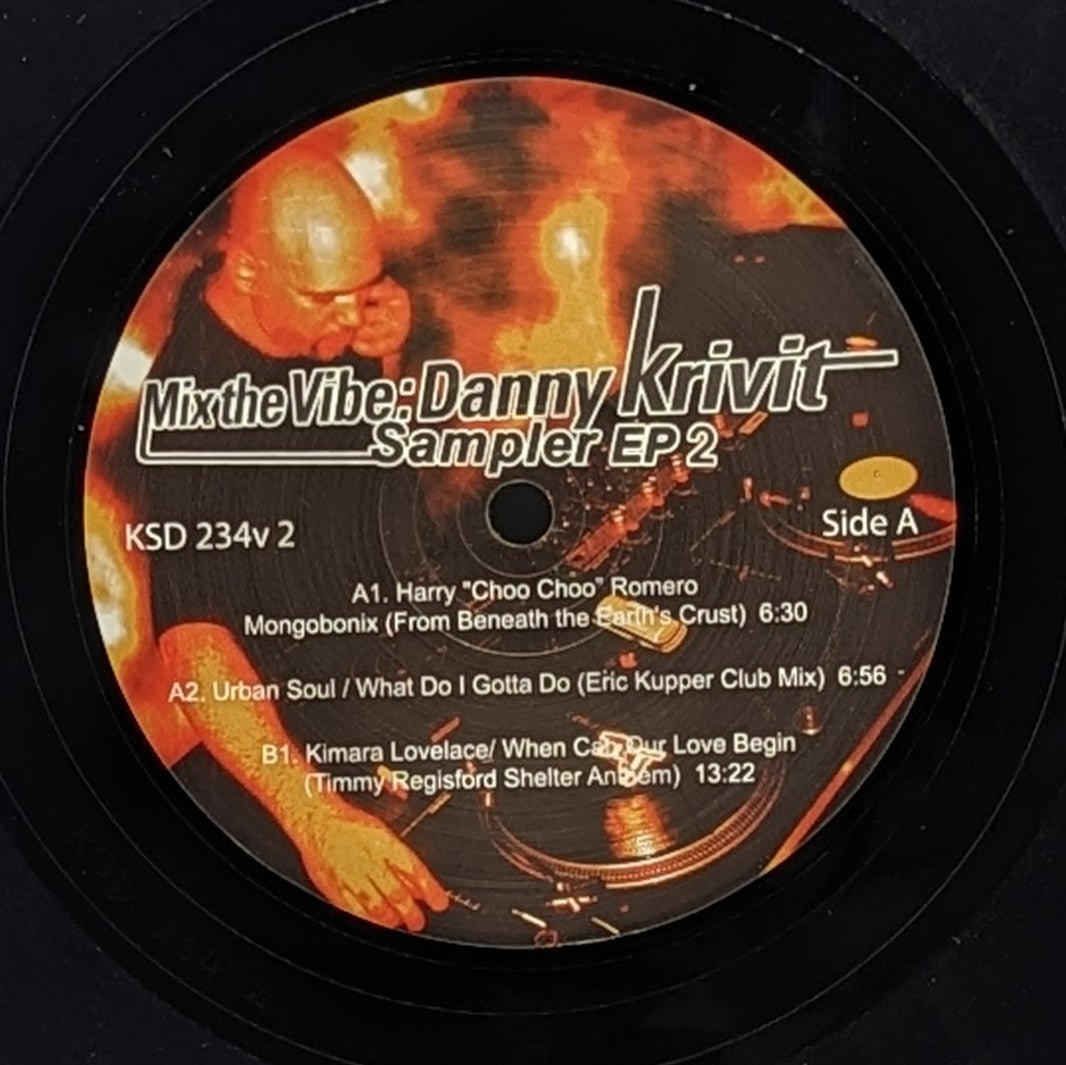 Mix the Vibe: Danny Krivit
Sampler EP 2
KSD 234v 2
Side A
A1. Harry "Choo Choo" Romero
Mongobonix (From Beneath the Earth's Crust) 6:30
A2. Urban Soul / What Do I Gotta Do (Eric Kupper Club Mix) 6:56 -
B1. Kimara Lovelace/ When Can Our Love Begin
(Timmy Regisford Shelter Anthem) 13:22